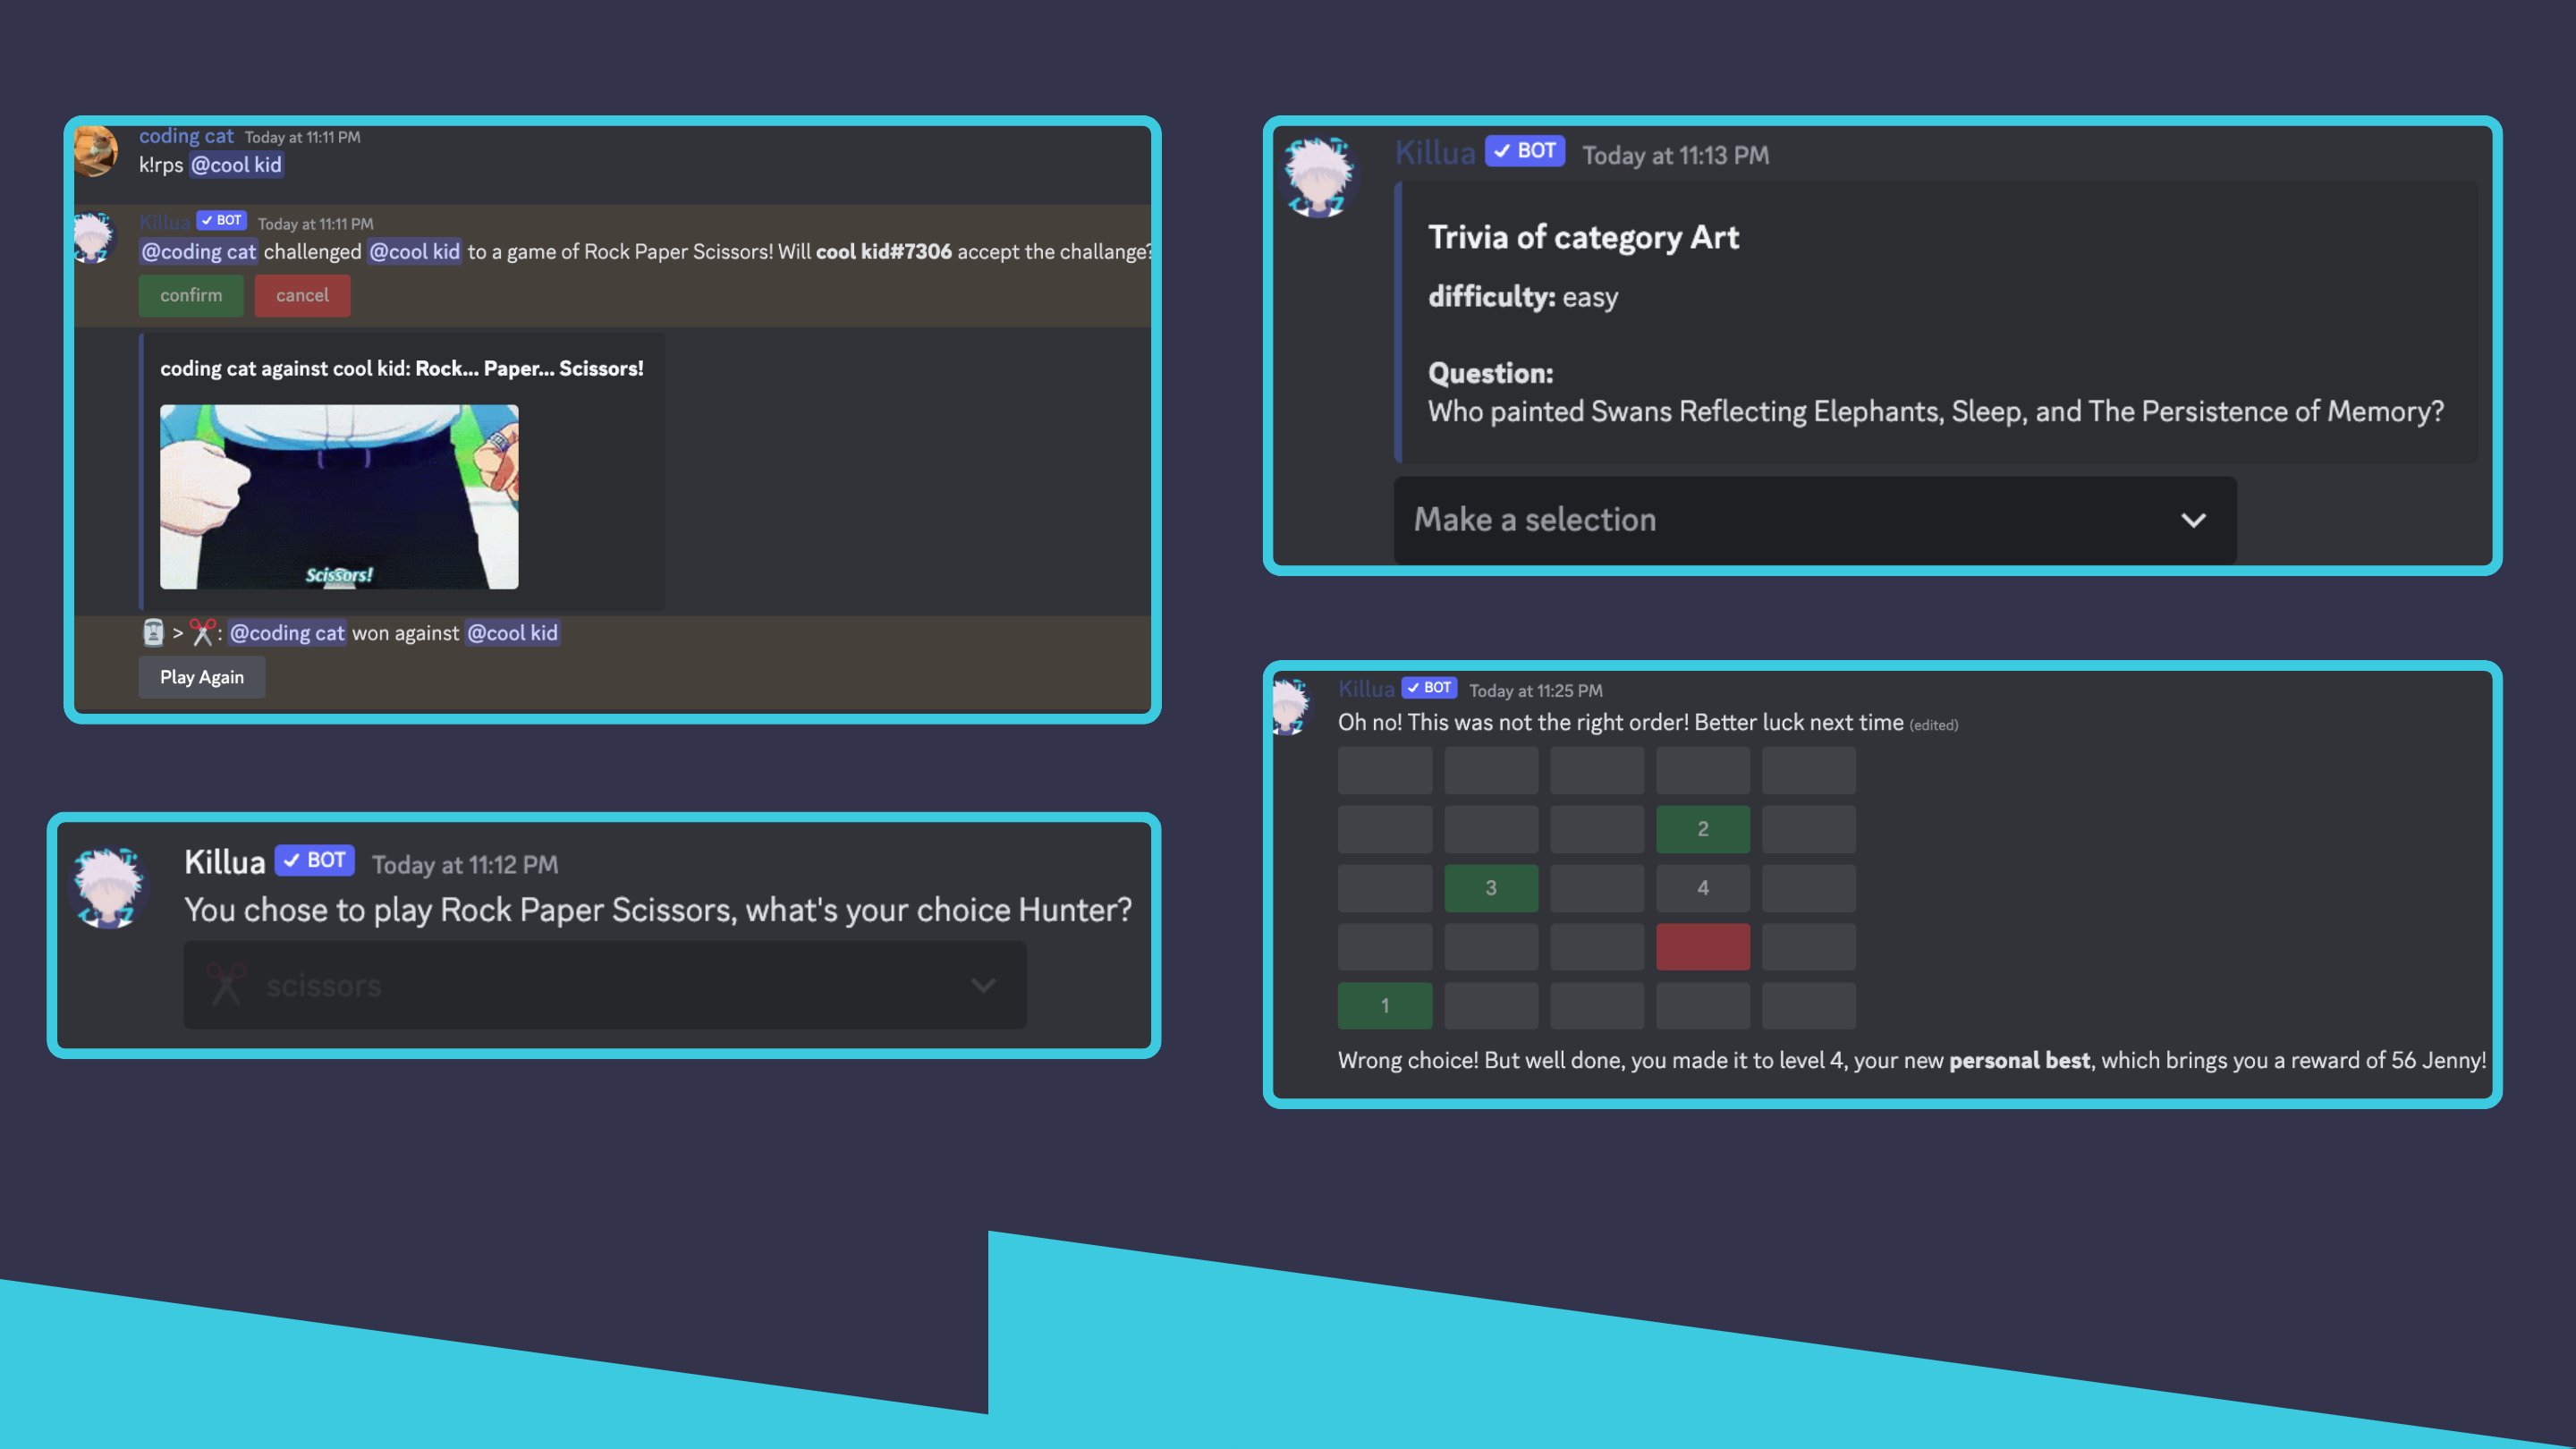 coding cat Today at 11:11 PM
k!rps @cool kid
Killua ✓ BOT Today at 11:11 PM
@coding cat challenged @cool kid to a game of Rock Paper Scissors! Will cool kid#7306 accept the challange?
confirm cancel
coding cat against cool kid: Rock... Paper... Scissors!
Scissors!
🗿 > ✂️: @coding cat won against @cool kid
Play Again
Killua ✓ BOT Today at 11:12 PM
You chose to play Rock Paper Scissors, what's your choice Hunter?
scissors
Killua ✓ BOT Today at 11:13 PM
Trivia of category Art
difficulty: easy
Question:
Who painted Swans Reflecting Elephants, Sleep, and The Persistence of Memory?
Make a selection
Killua ✓ BOT Today at 11:25 PM
Oh no! This was not the right order! Better luck next time (edited)
2
3 4
1
Wrong choice! But well done, you made it to level 4, your new personal best, which brings you a reward of 56 Jenny!